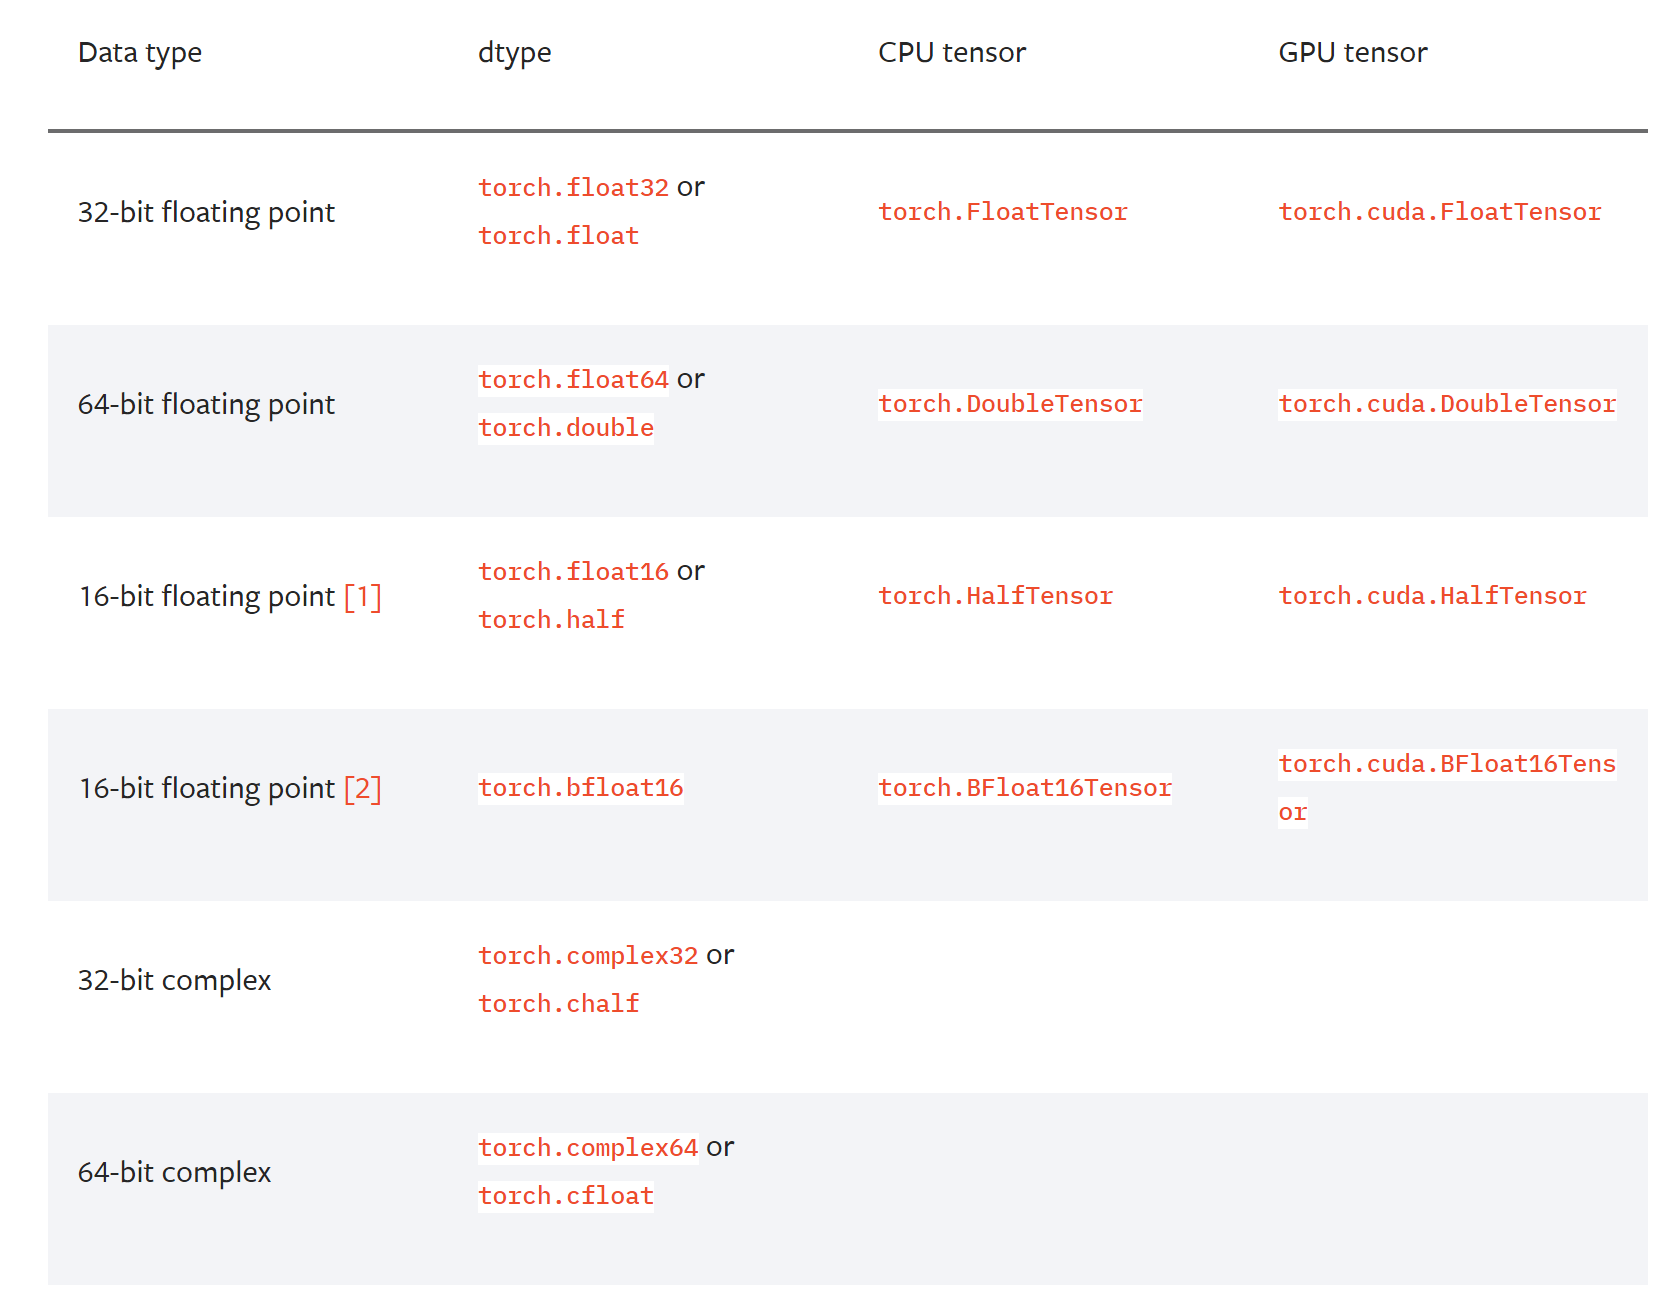 Data type dtype CPU tensor GPU tensor
32-bit floating point torch.float32 or torch.FloatTensor torch.cuda.FloatTensor
torch.float
64-bit floating point torch.float64 or torch.DoubleTensor torch.cuda.DoubleTensor
torch.double
16-bit floating point [1] torch.float16 or torch.HalfTensor torch.cuda.HalfTensor
torch.half
16-bit floating point [2] torch.bfloat16 torch.BFloat16Tensor torch.cuda.BFloat16Tens
or
32-bit complex torch.complex32 or
torch.chalf
64-bit complex torch.complex64 or
torch.cfloat